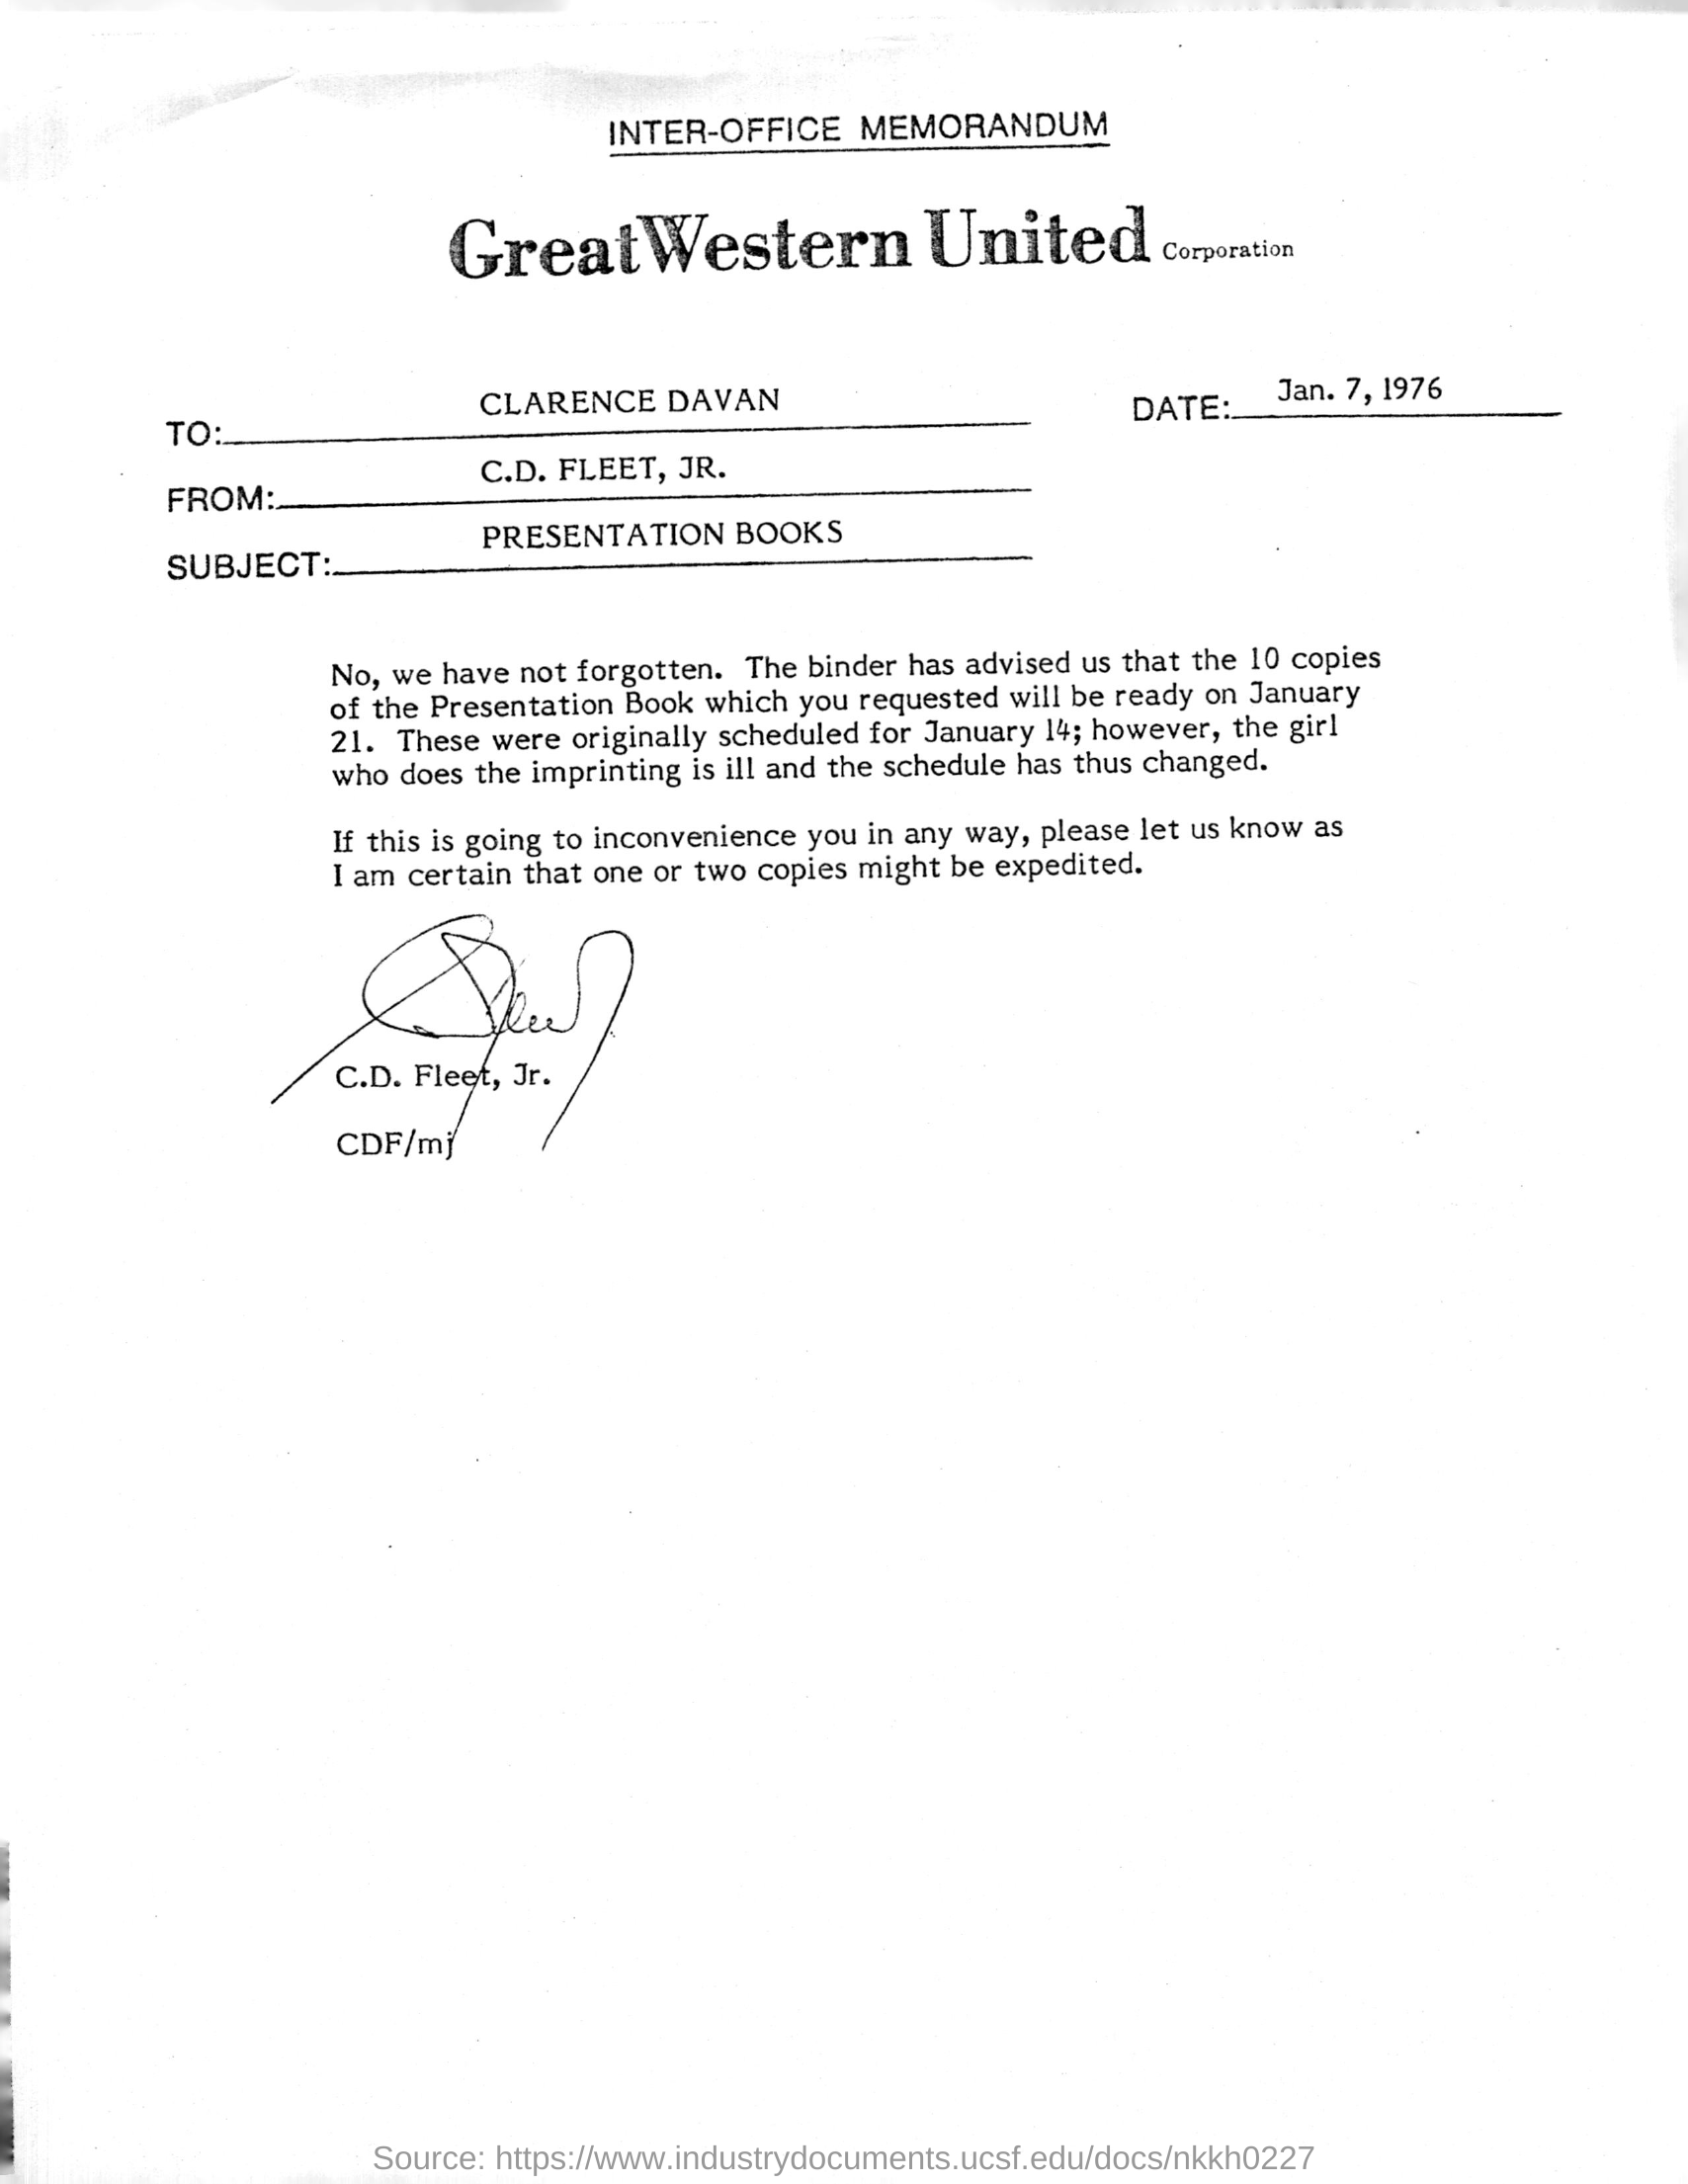 INTER-OFFICE MEMORANDUM
GreatWestern United Corporation
TO: CLARENCE DAVAN
DATE: Jan. 7, 1976
FROM: C.D. FLEET, JR.
SUBJECT: PRESENTATION BOOKS
No, we have not forgotten. The binder has advised us that the 10 copies
of the Presentation Book which you requested will be ready on January
21. These were originally scheduled for January 14; however, the girl
who does the imprinting is ill and the schedule has thus changed.
If this is going to inconvenience you in any way, please let us know as
I am certain that one or two copies might be expedited.
C.D. Fleet, Jr.
CDF/mj
Source: https://www.industrydocuments.ucsf.edu/docs/nkkh0227